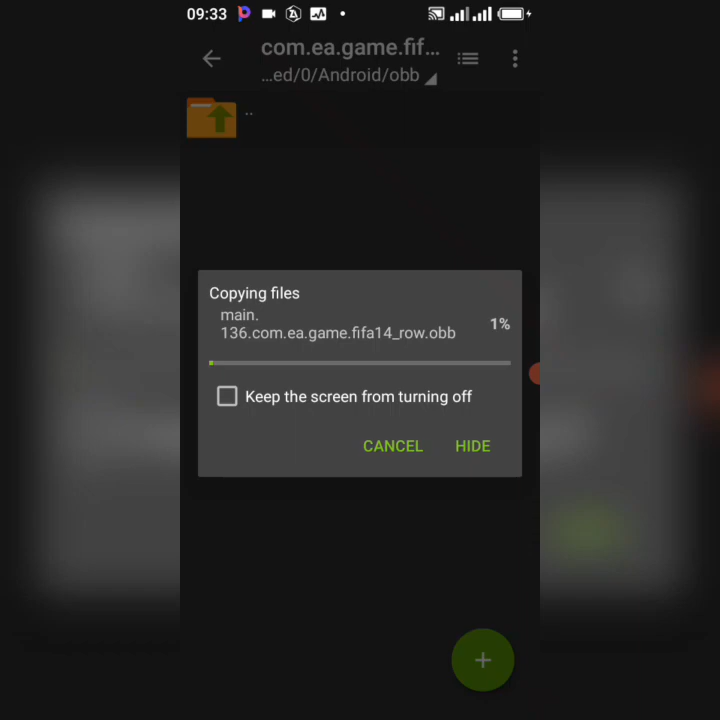 09:33
com.ea.game.fif...
...ed/0/Android/obb
..
Copying files
main.
136.com.ea.game.fifa14_row.obb
1%
Keep the screen from turning off
CANCEL HIDE
+